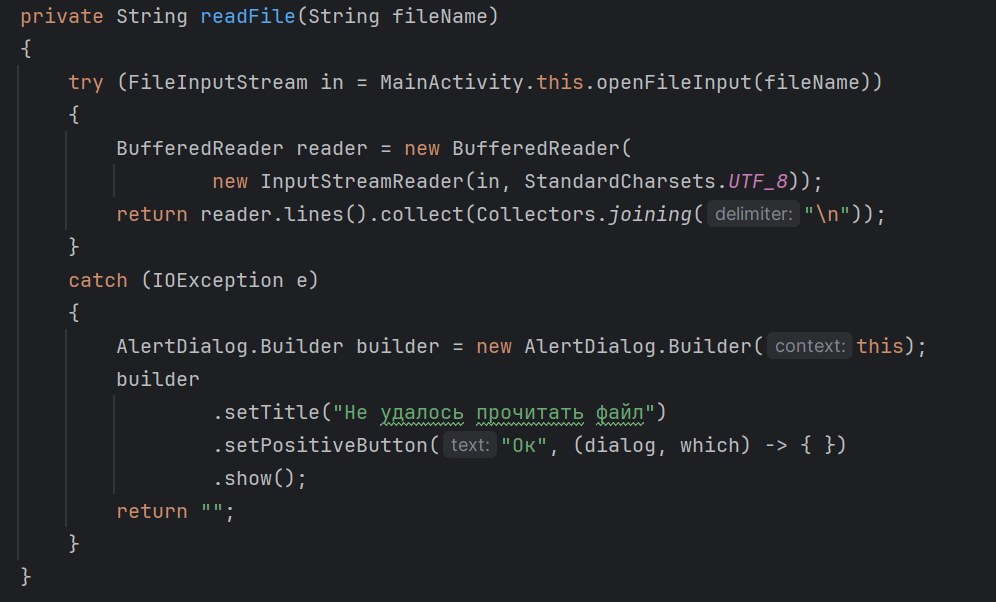 private String readFile(String fileName)
{
try (FileInputStream in = MainActivity.this.openFileInput(fileName))
{
BufferedReader reader = new BufferedReader(
new InputStreamReader(in, StandardCharsets.UTF_8));
return reader.lines().collect(Collectors.joining( delimiter: "\n"));
}
catch (IOException e)
{
AlertDialog.Builder builder = new AlertDialog.Builder( context: this);
builder
.setTitle("Не удалось прочитать файл")
.setPositiveButton( text: "Ок", (dialog, which) -> { })
.show();
return "";
}
}